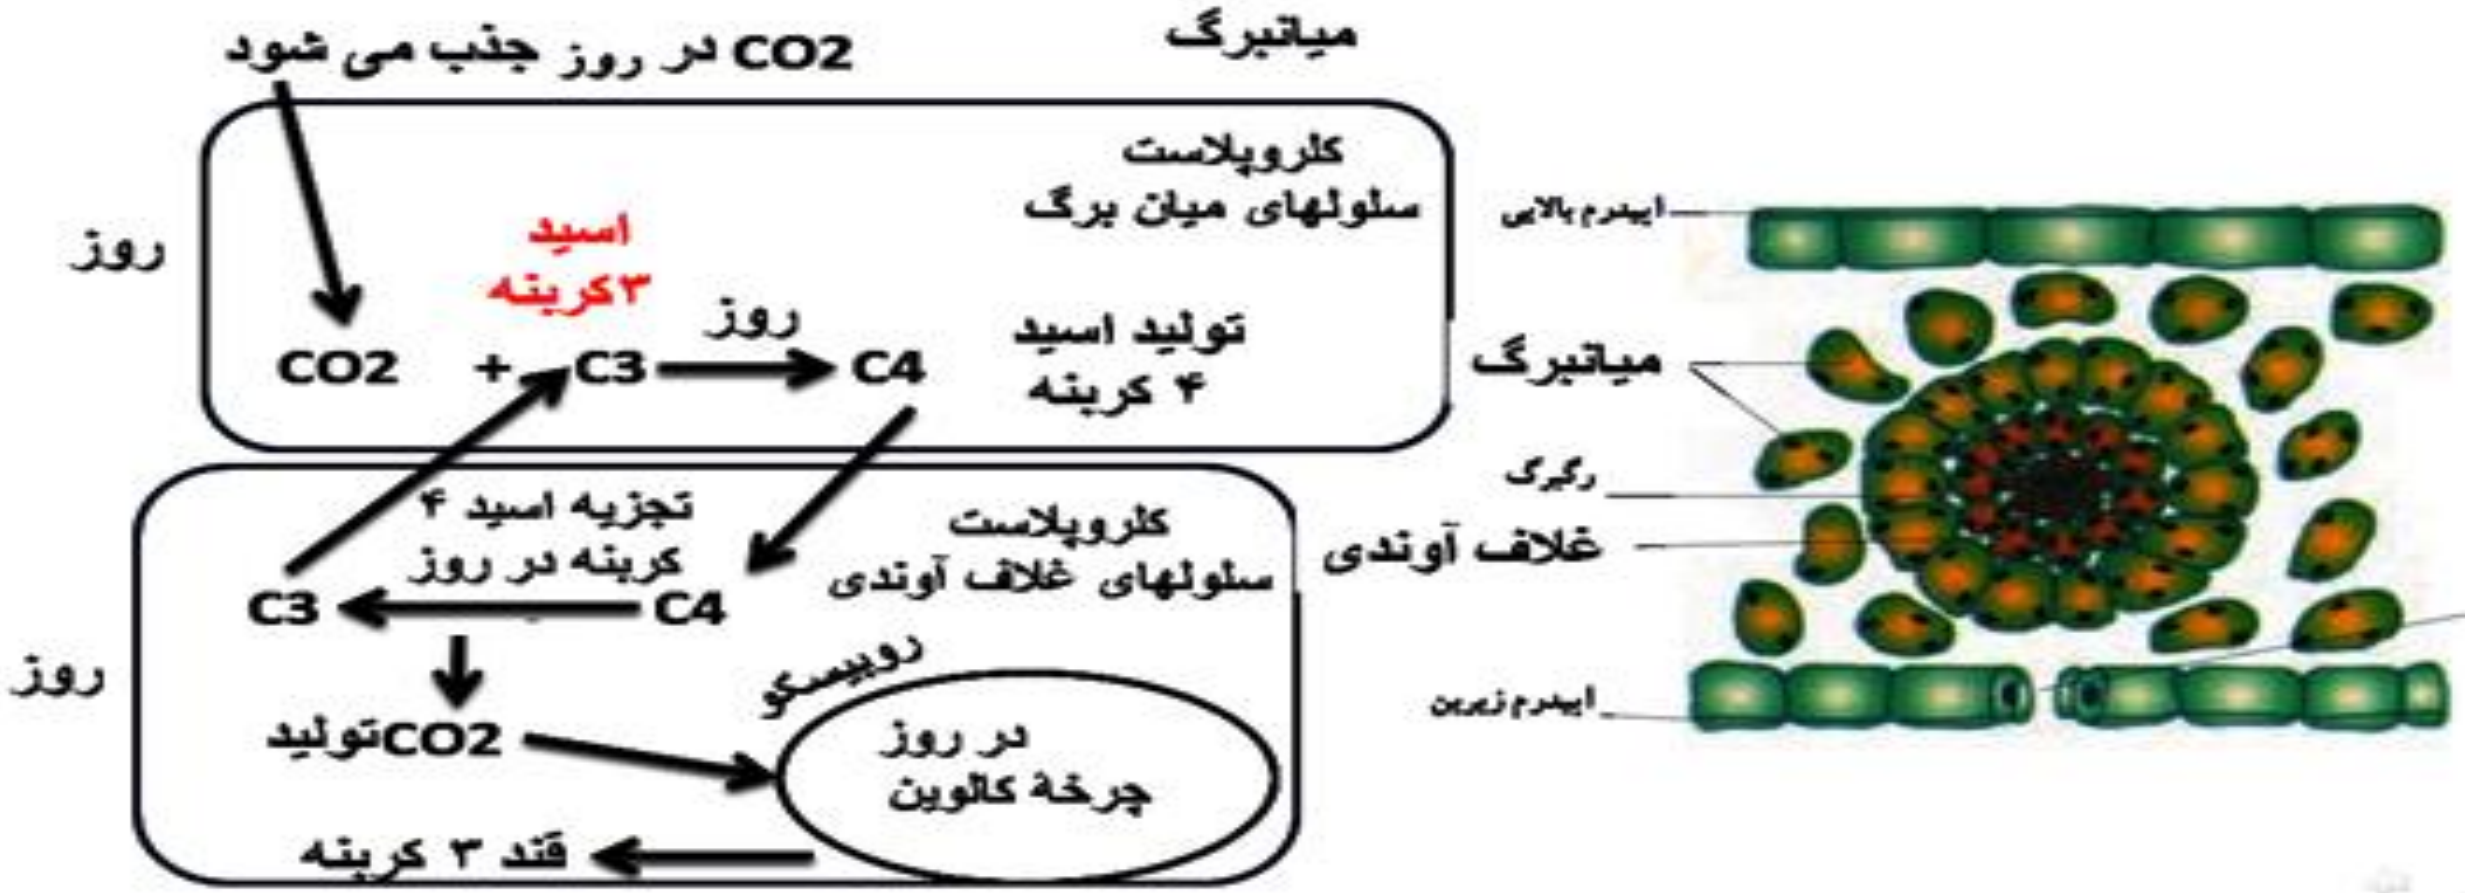 میانبرگ
CO2 در روز جذب می شود
کلروپلاست
سلولهای میان برگ
روز
اسید
۳کربنه
روز
CO2 + C3 C4
تولید اسید
۴ کربنه
تجزیه اسید ۴
کربنه در روز
کلروپلاست
سلولهای غلاف آوندی
C3 C4
روز
روبیسکو
تولیدCO2
در روز
چرخهٔ کالوین
قند ۳ کربنه
اپیدرم بالایی
میانبرگ
رگبرگ
غلاف آوندی
اپیدرم زیرین